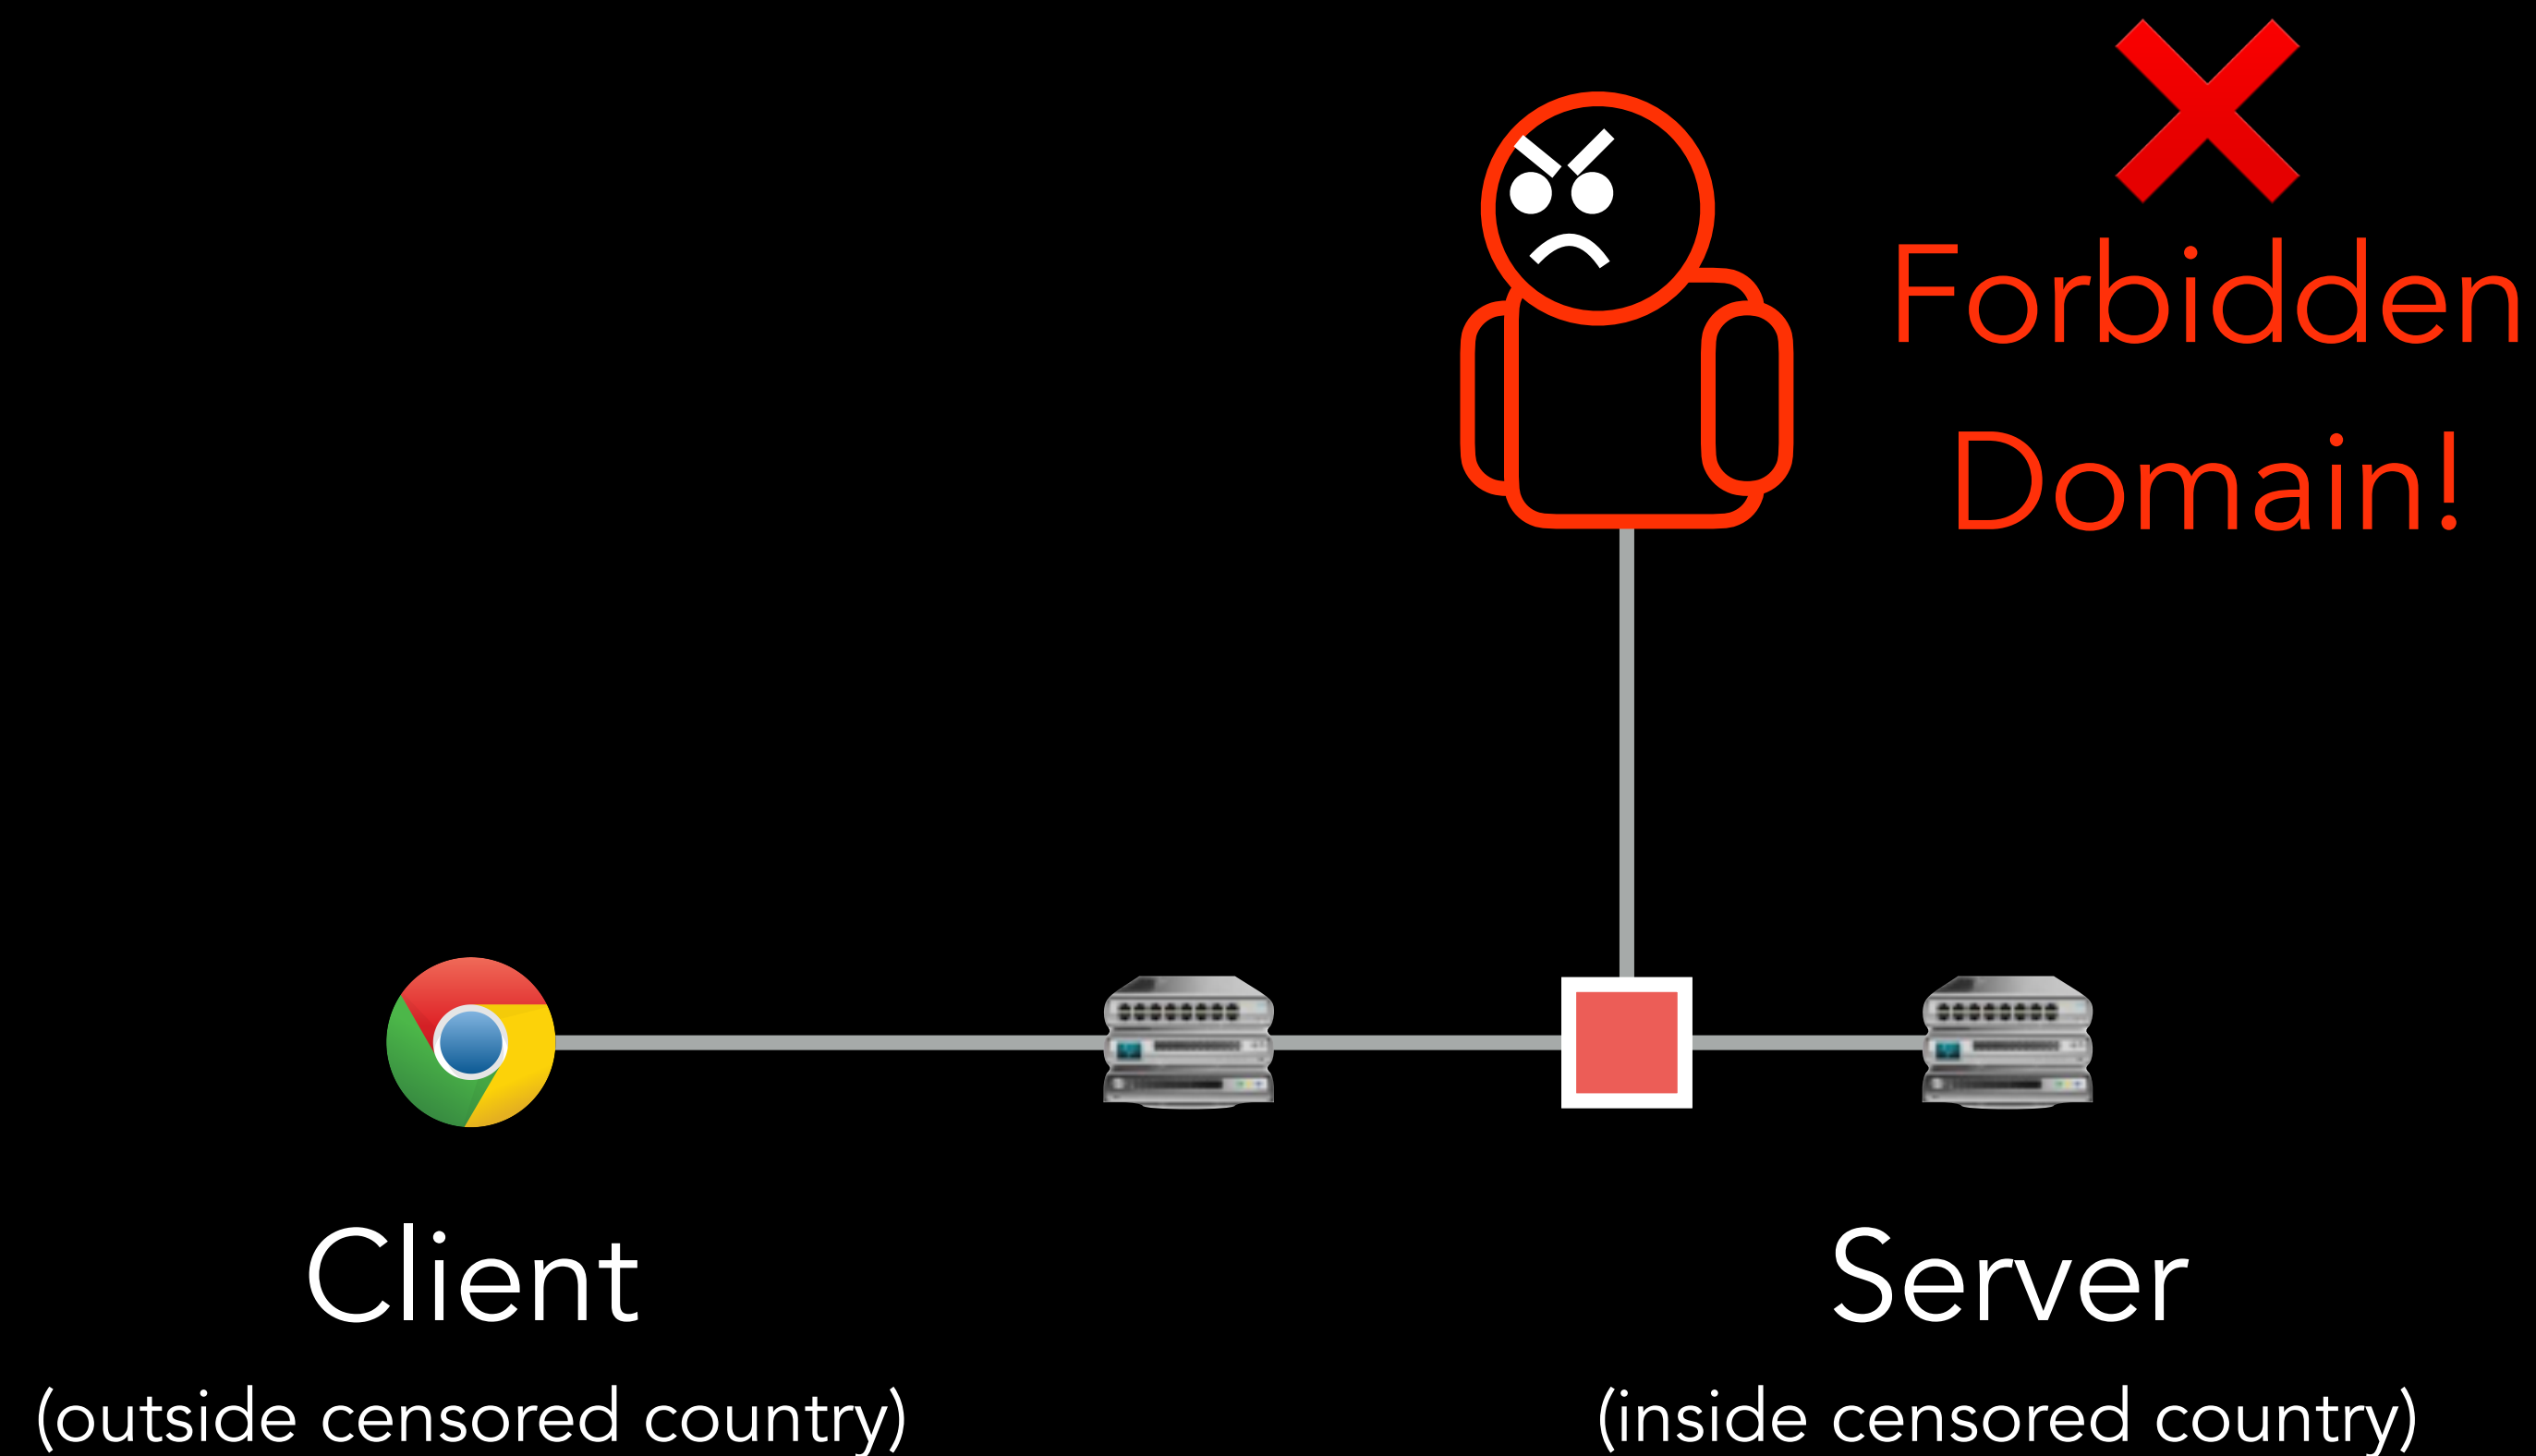 Forbidden
Domain!
Client
Server
(outside censored country)
(inside censored country)